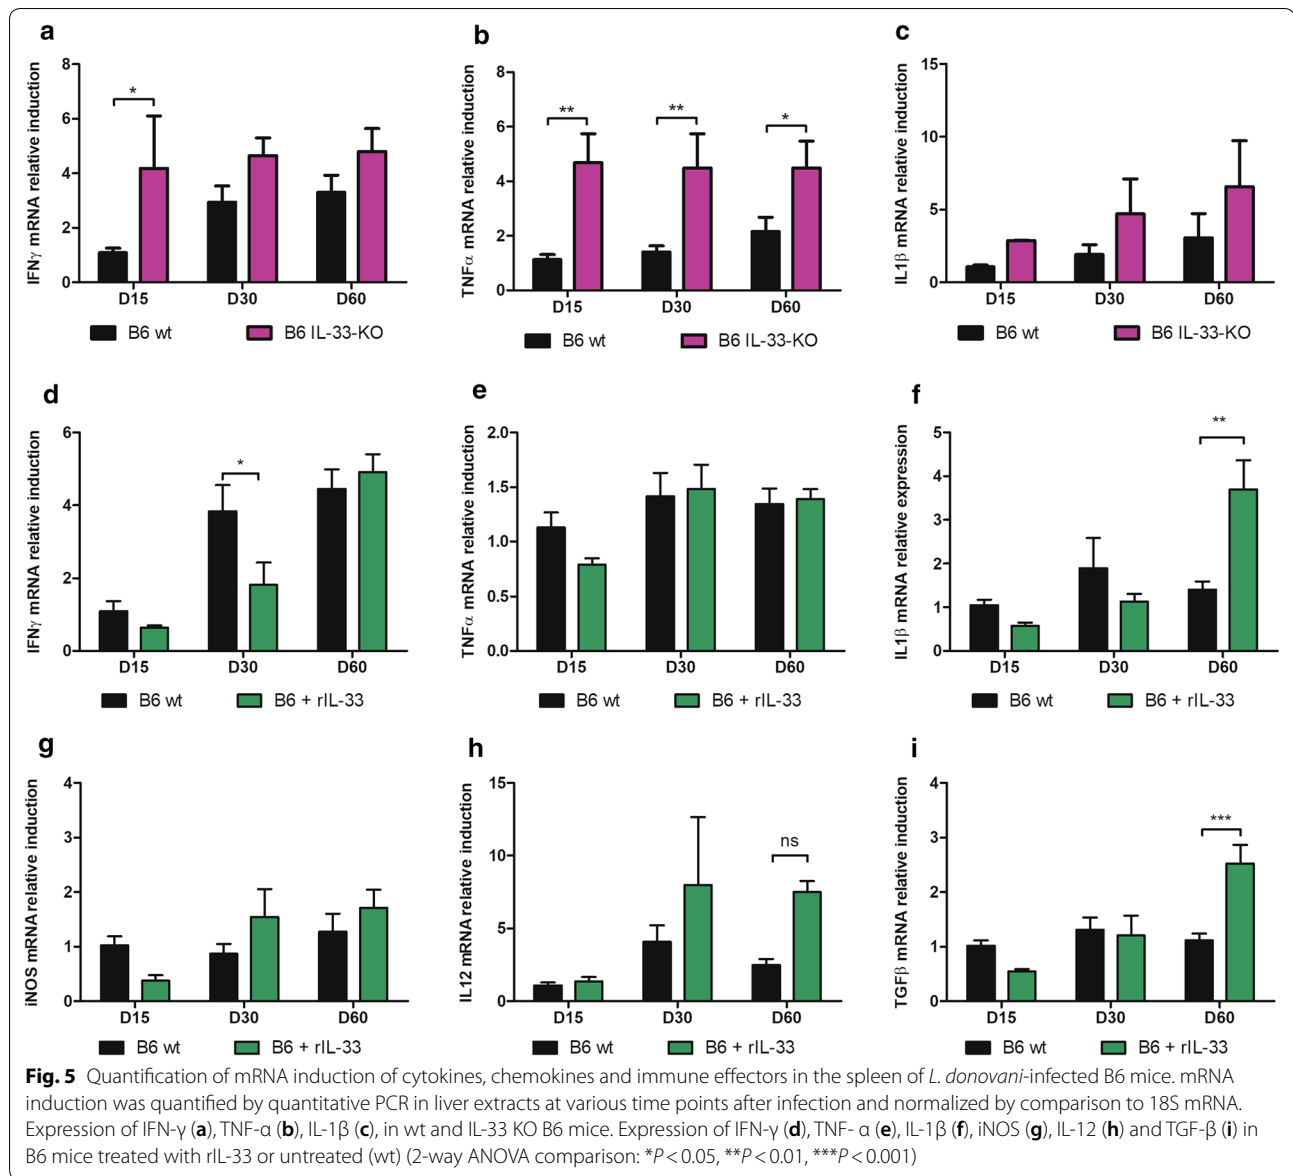 a
IFNγ mRNA relative induction
8
6
4
2
0
*
D15 D30 D60
B6 wt B6 IL-33-KO
b
TNFα mRNA relative induction
8
6
4
2
0
** ** *
D15 D30 D60
B6 wt B6 IL-33-KO
c
IL1β mRNA relative induction
15
10
5
0
D15 D30 D60
B6 wt B6 IL-33-KO
d
IFNγ mRNA relative induction
6
4
2
0
*
D15 D30 D60
B6 wt B6 + rIL-33
e
TNFα mRNA relative induction
2.0
1.5
1.0
0.5
0.0
D15 D30 D60
B6 wt B6 + rIL-33
f
IL1β mRNA relative expression
5
4
3
2
1
0
**
D15 D30 D60
B6 wt B6 + rIL-33
g
iNOS mRNA relative induction
4
3
2
1
0
D15 D30 D60
B6 wt B6 + rIL-33
h
IL12 mRNA relative induction
15
10
5
0
ns
D15 D30 D60
B6 wt B6 + rIL-33
i
TGFβ mRNA relative induction
4
3
2
1
0
***
D15 D30 D60
B6 wt B6 + rIL-33
Fig. 5 Quantification of mRNA induction of cytokines, chemokines and immune effectors in the spleen of L. donovani-infected B6 mice. mRNA
induction was quantified by quantitative PCR in liver extracts at various time points after infection and normalized by comparison to 18S mRNA.
Expression of IFN-γ (a), TNF-α (b), IL-1β (c), in wt and IL-33 KO B6 mice. Expression of IFN-γ (d), TNF- α (e), IL-1β (f), iNOS (g), IL-12 (h) and TGF-β (i) in
B6 mice treated with rIL-33 or untreated (wt) (2-way ANOVA comparison: *P < 0.05, **P < 0.01, ***P < 0.001)